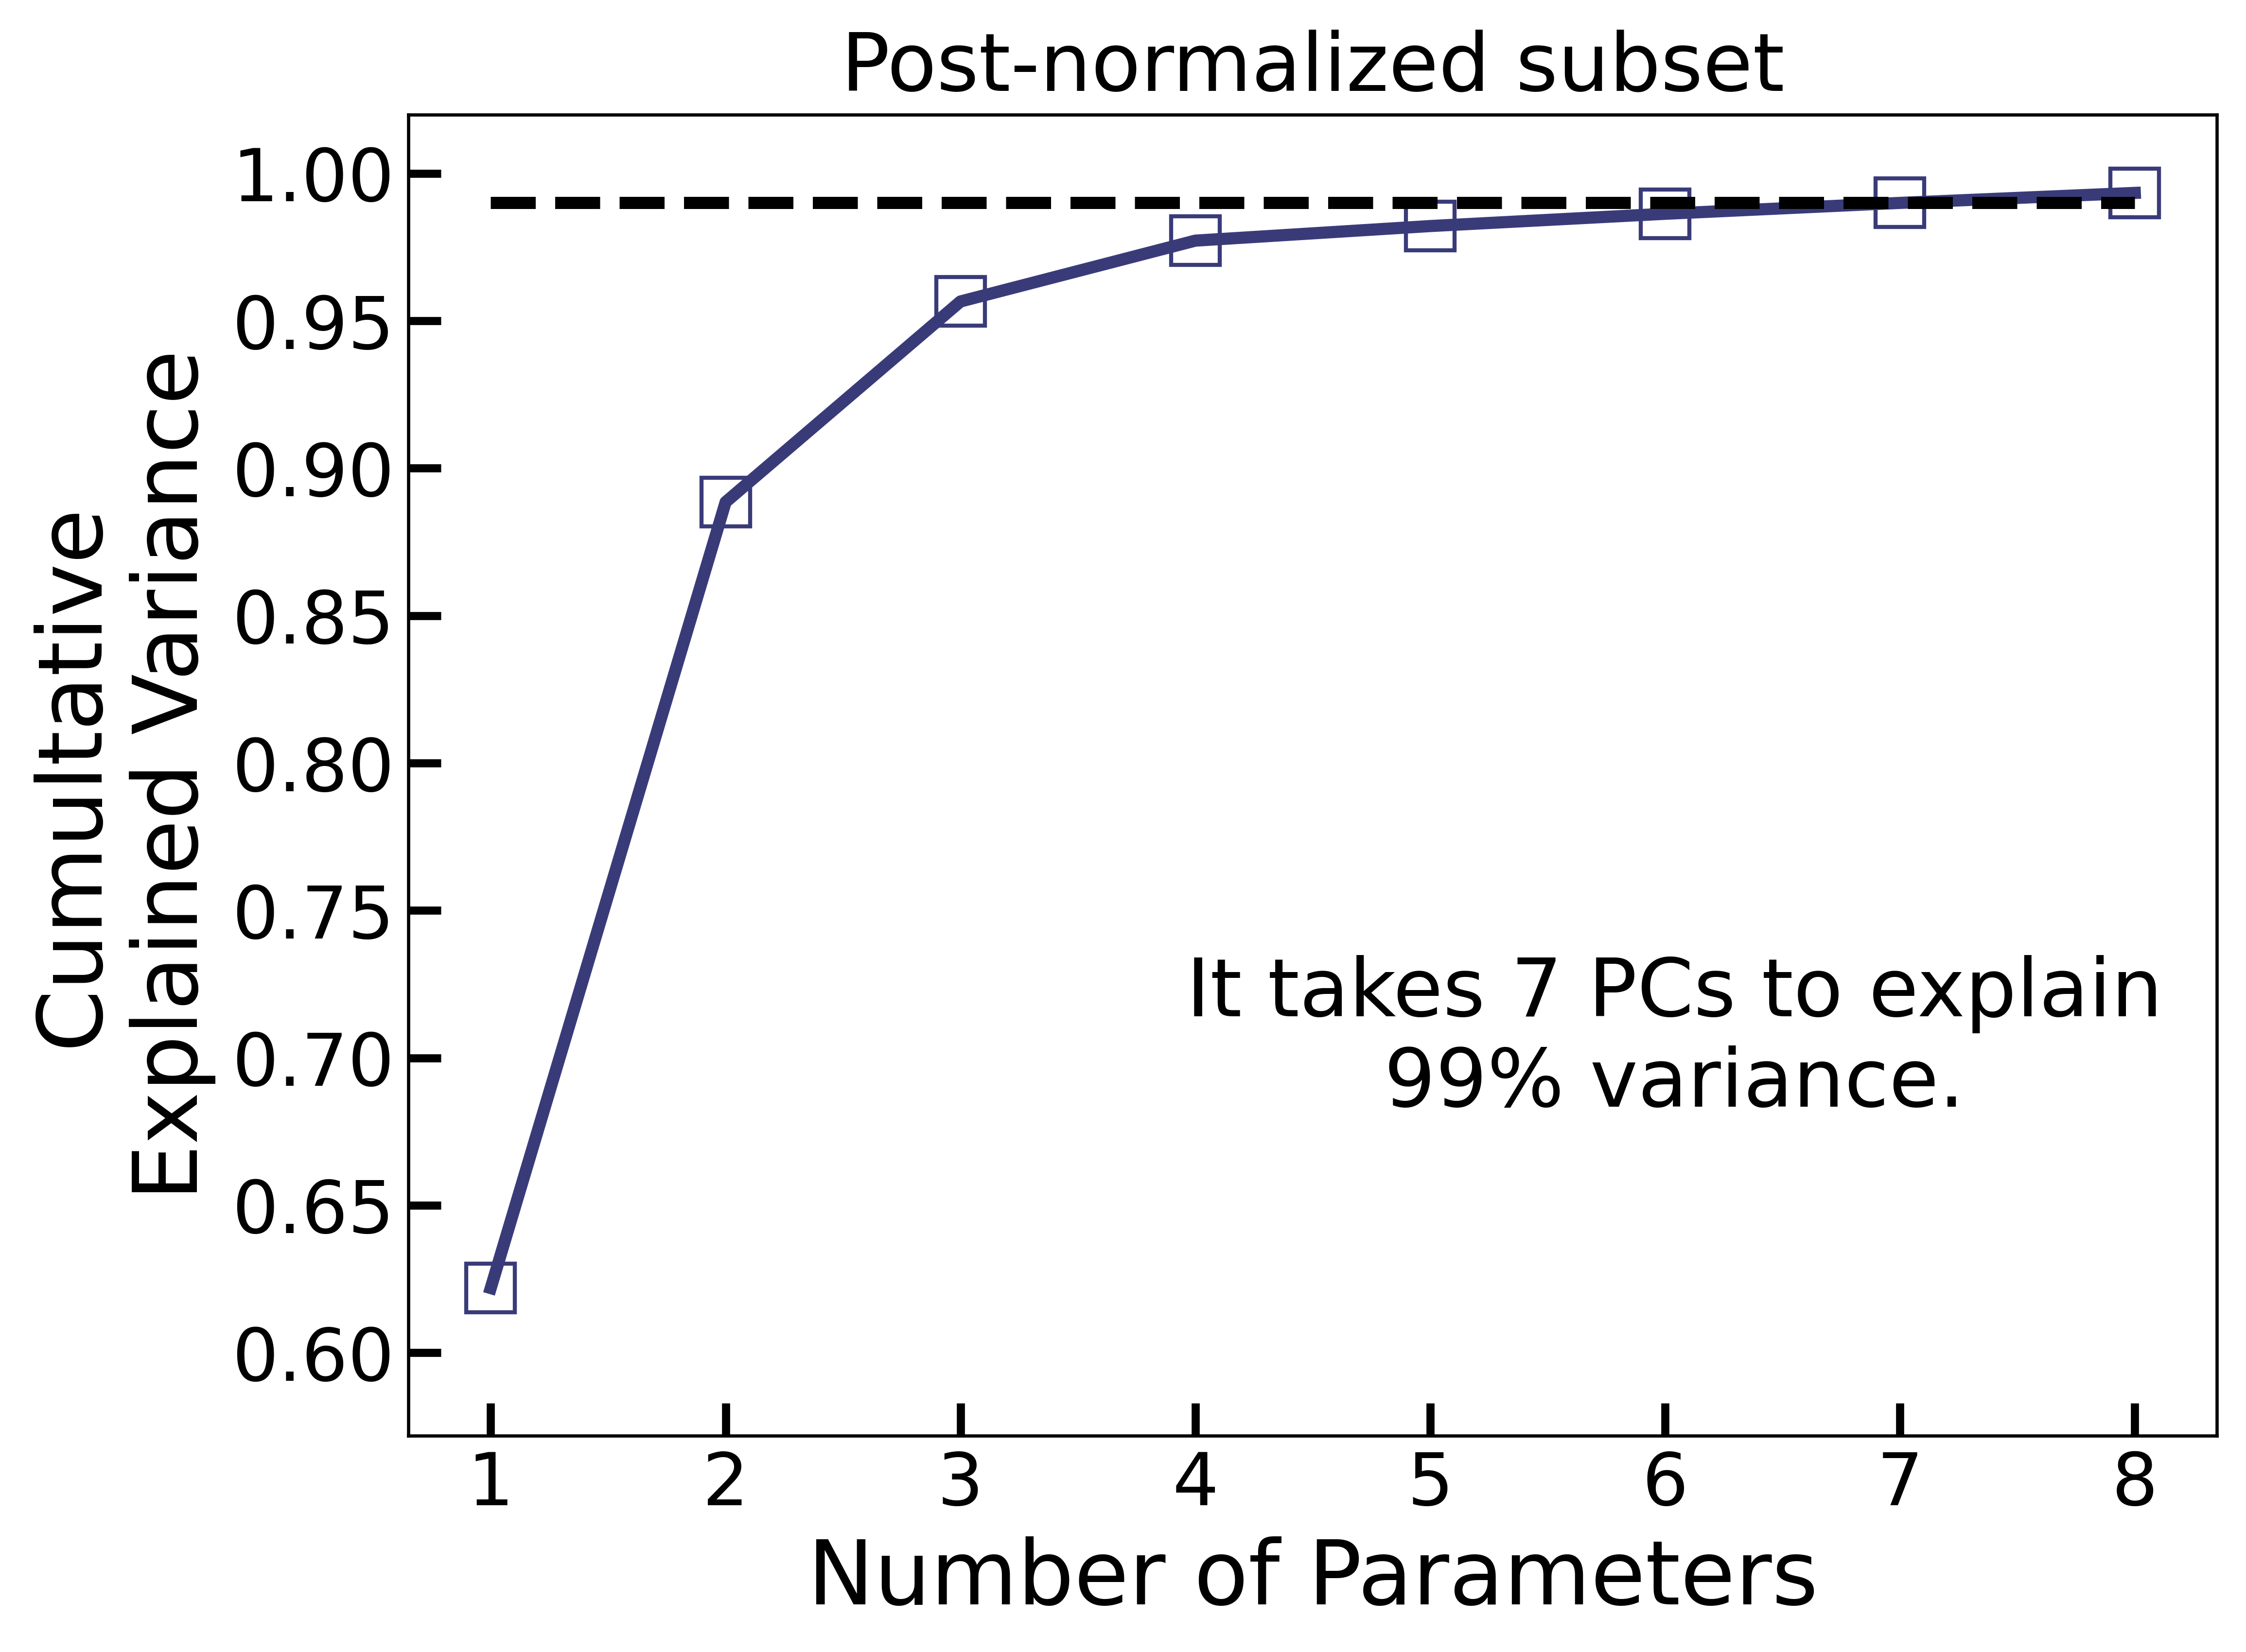 Post-normalized subset
1.00
0.95
0.90
0.85
0.80
0.75
0.70
0.65
0.60
Cumultative
Explained Variance
It takes 7 PCs to explain
99% variance.
1 2 3 4 5 6 7 8
Number of Parameters